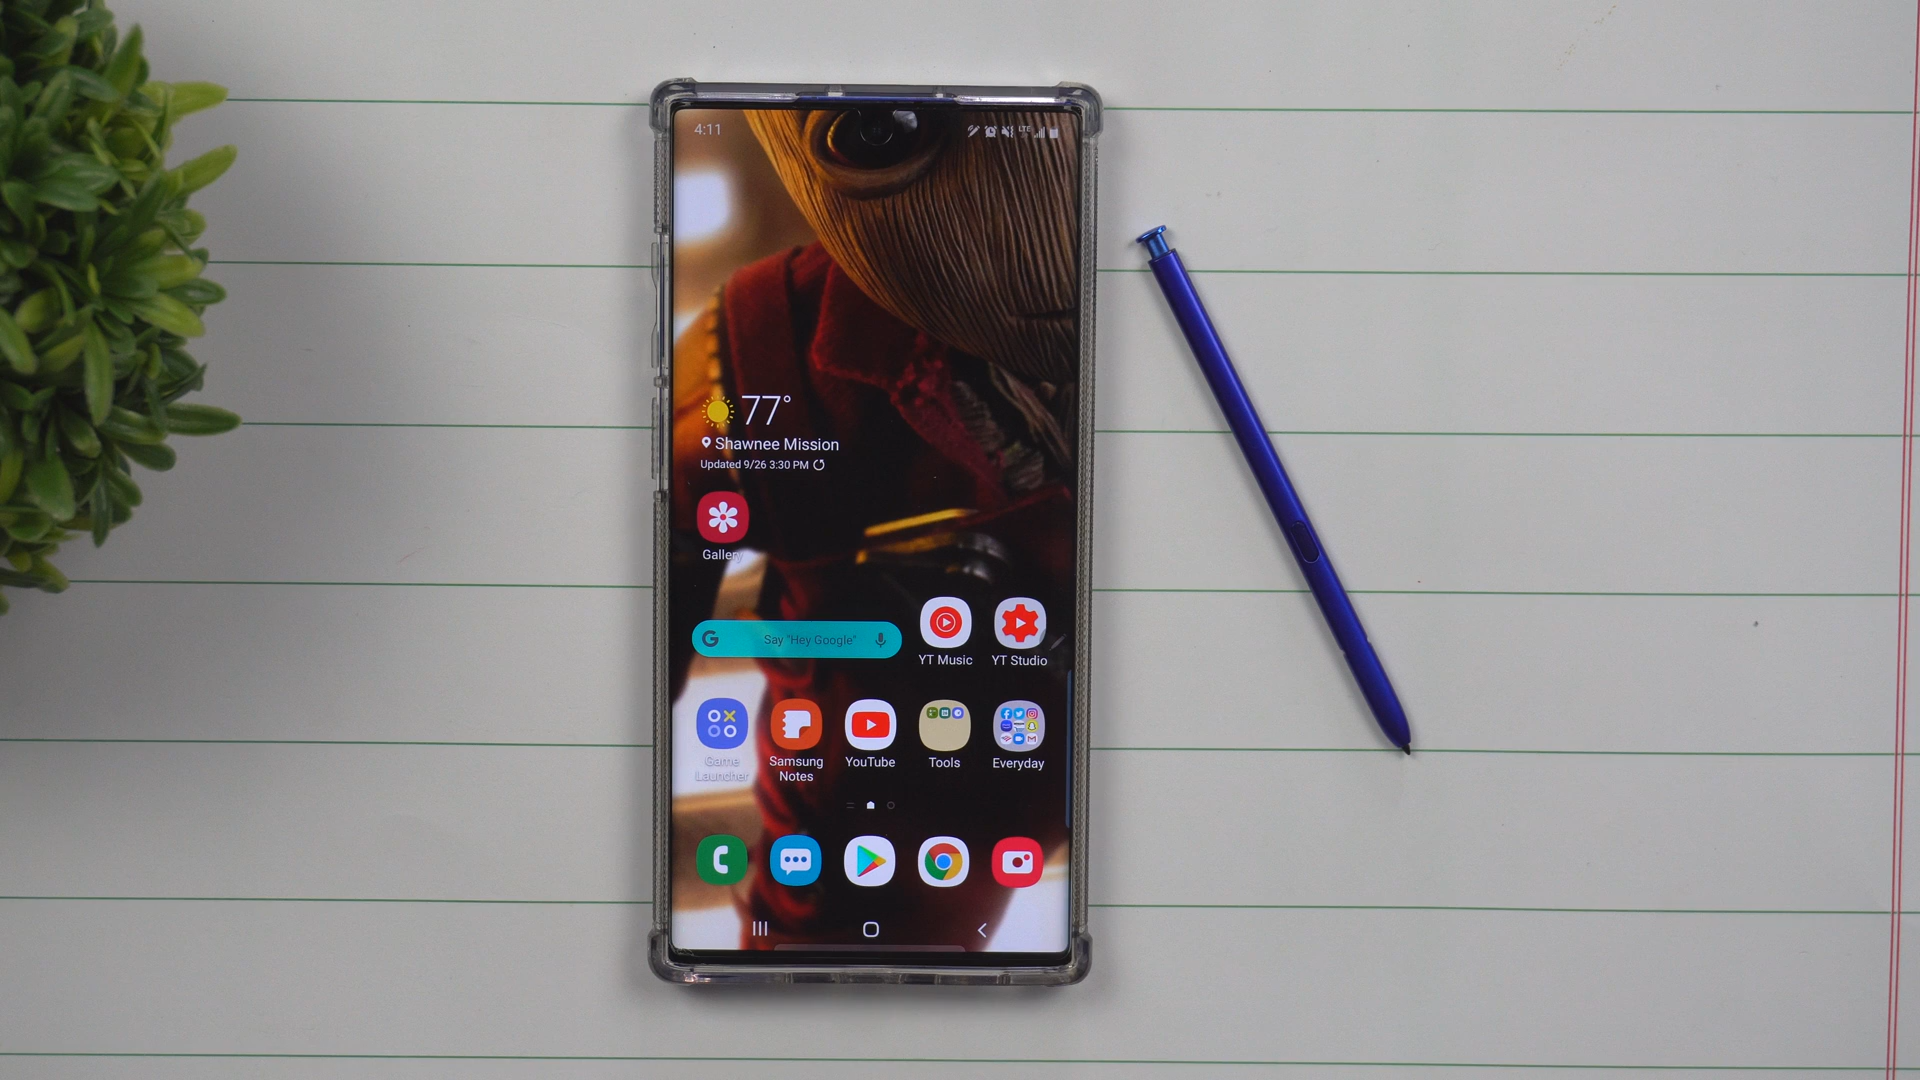 4:11
LTE
77°
Shawnee Mission
Updated 9/26 3:30 PM
Gallery
G Say "Hey Google"
YT Music
YT Studio
Game
Launcher
Samsung
Notes
YouTube
Tools
Everyday